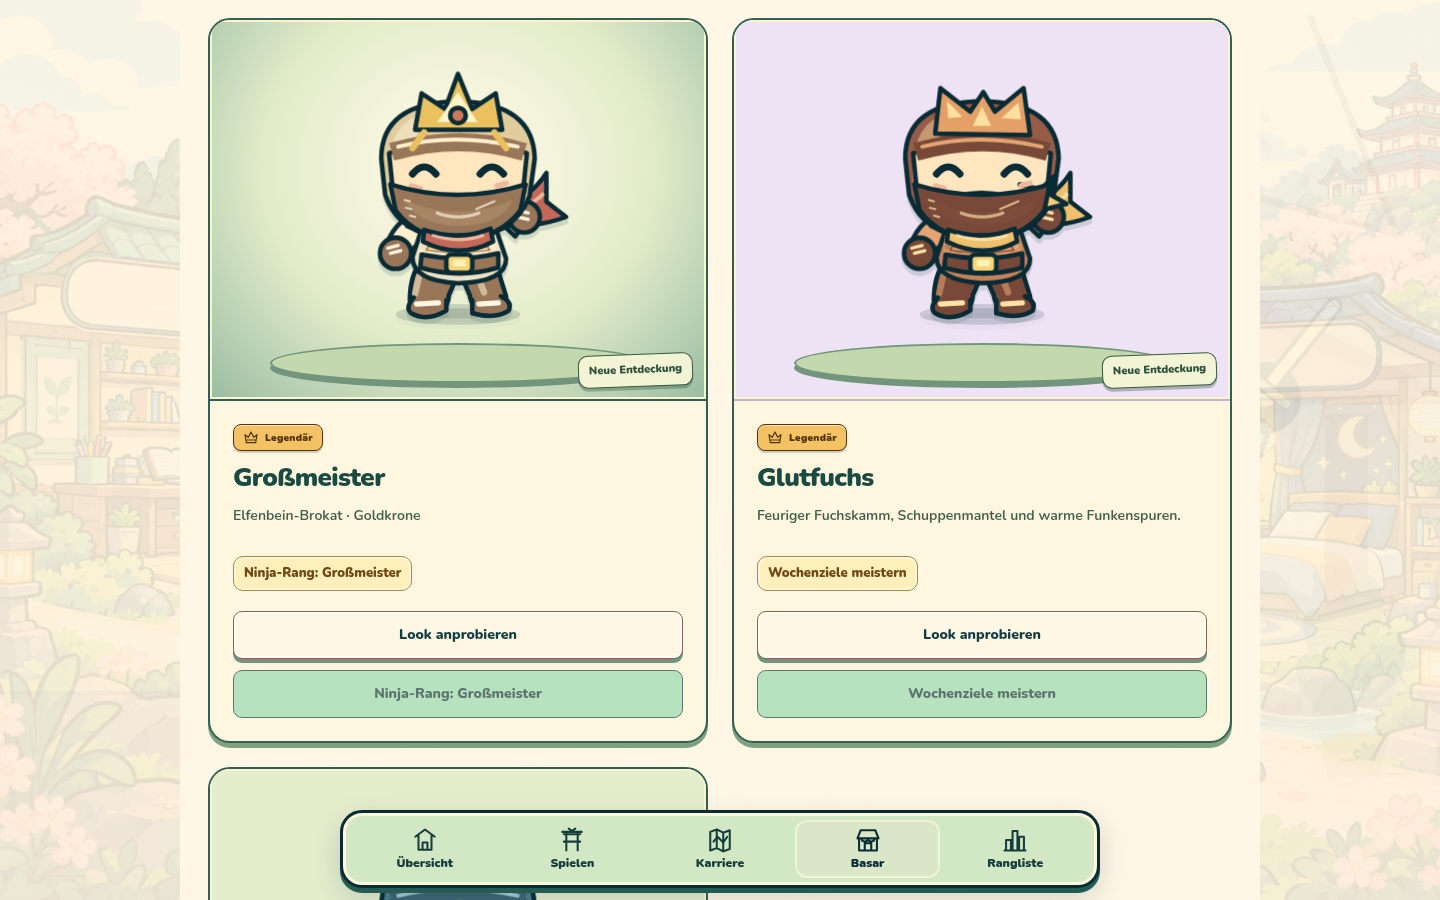 Neue Entdeckung
Legendär
Großmeister
Elfenbein-Brokat · Goldkrone
Ninja-Rang: Großmeister
Look anprobieren
Ninja-Rang: Großmeister
Neue Entdeckung
Legendär
Glutfuchs
Feuriger Fuchskamm, Schuppenmantel und warme Funkenspuren.
Wochenziele meistern
Look anprobieren
Wochenziele meistern
Übersicht
Spielen
Karriere
Basar
Rangliste